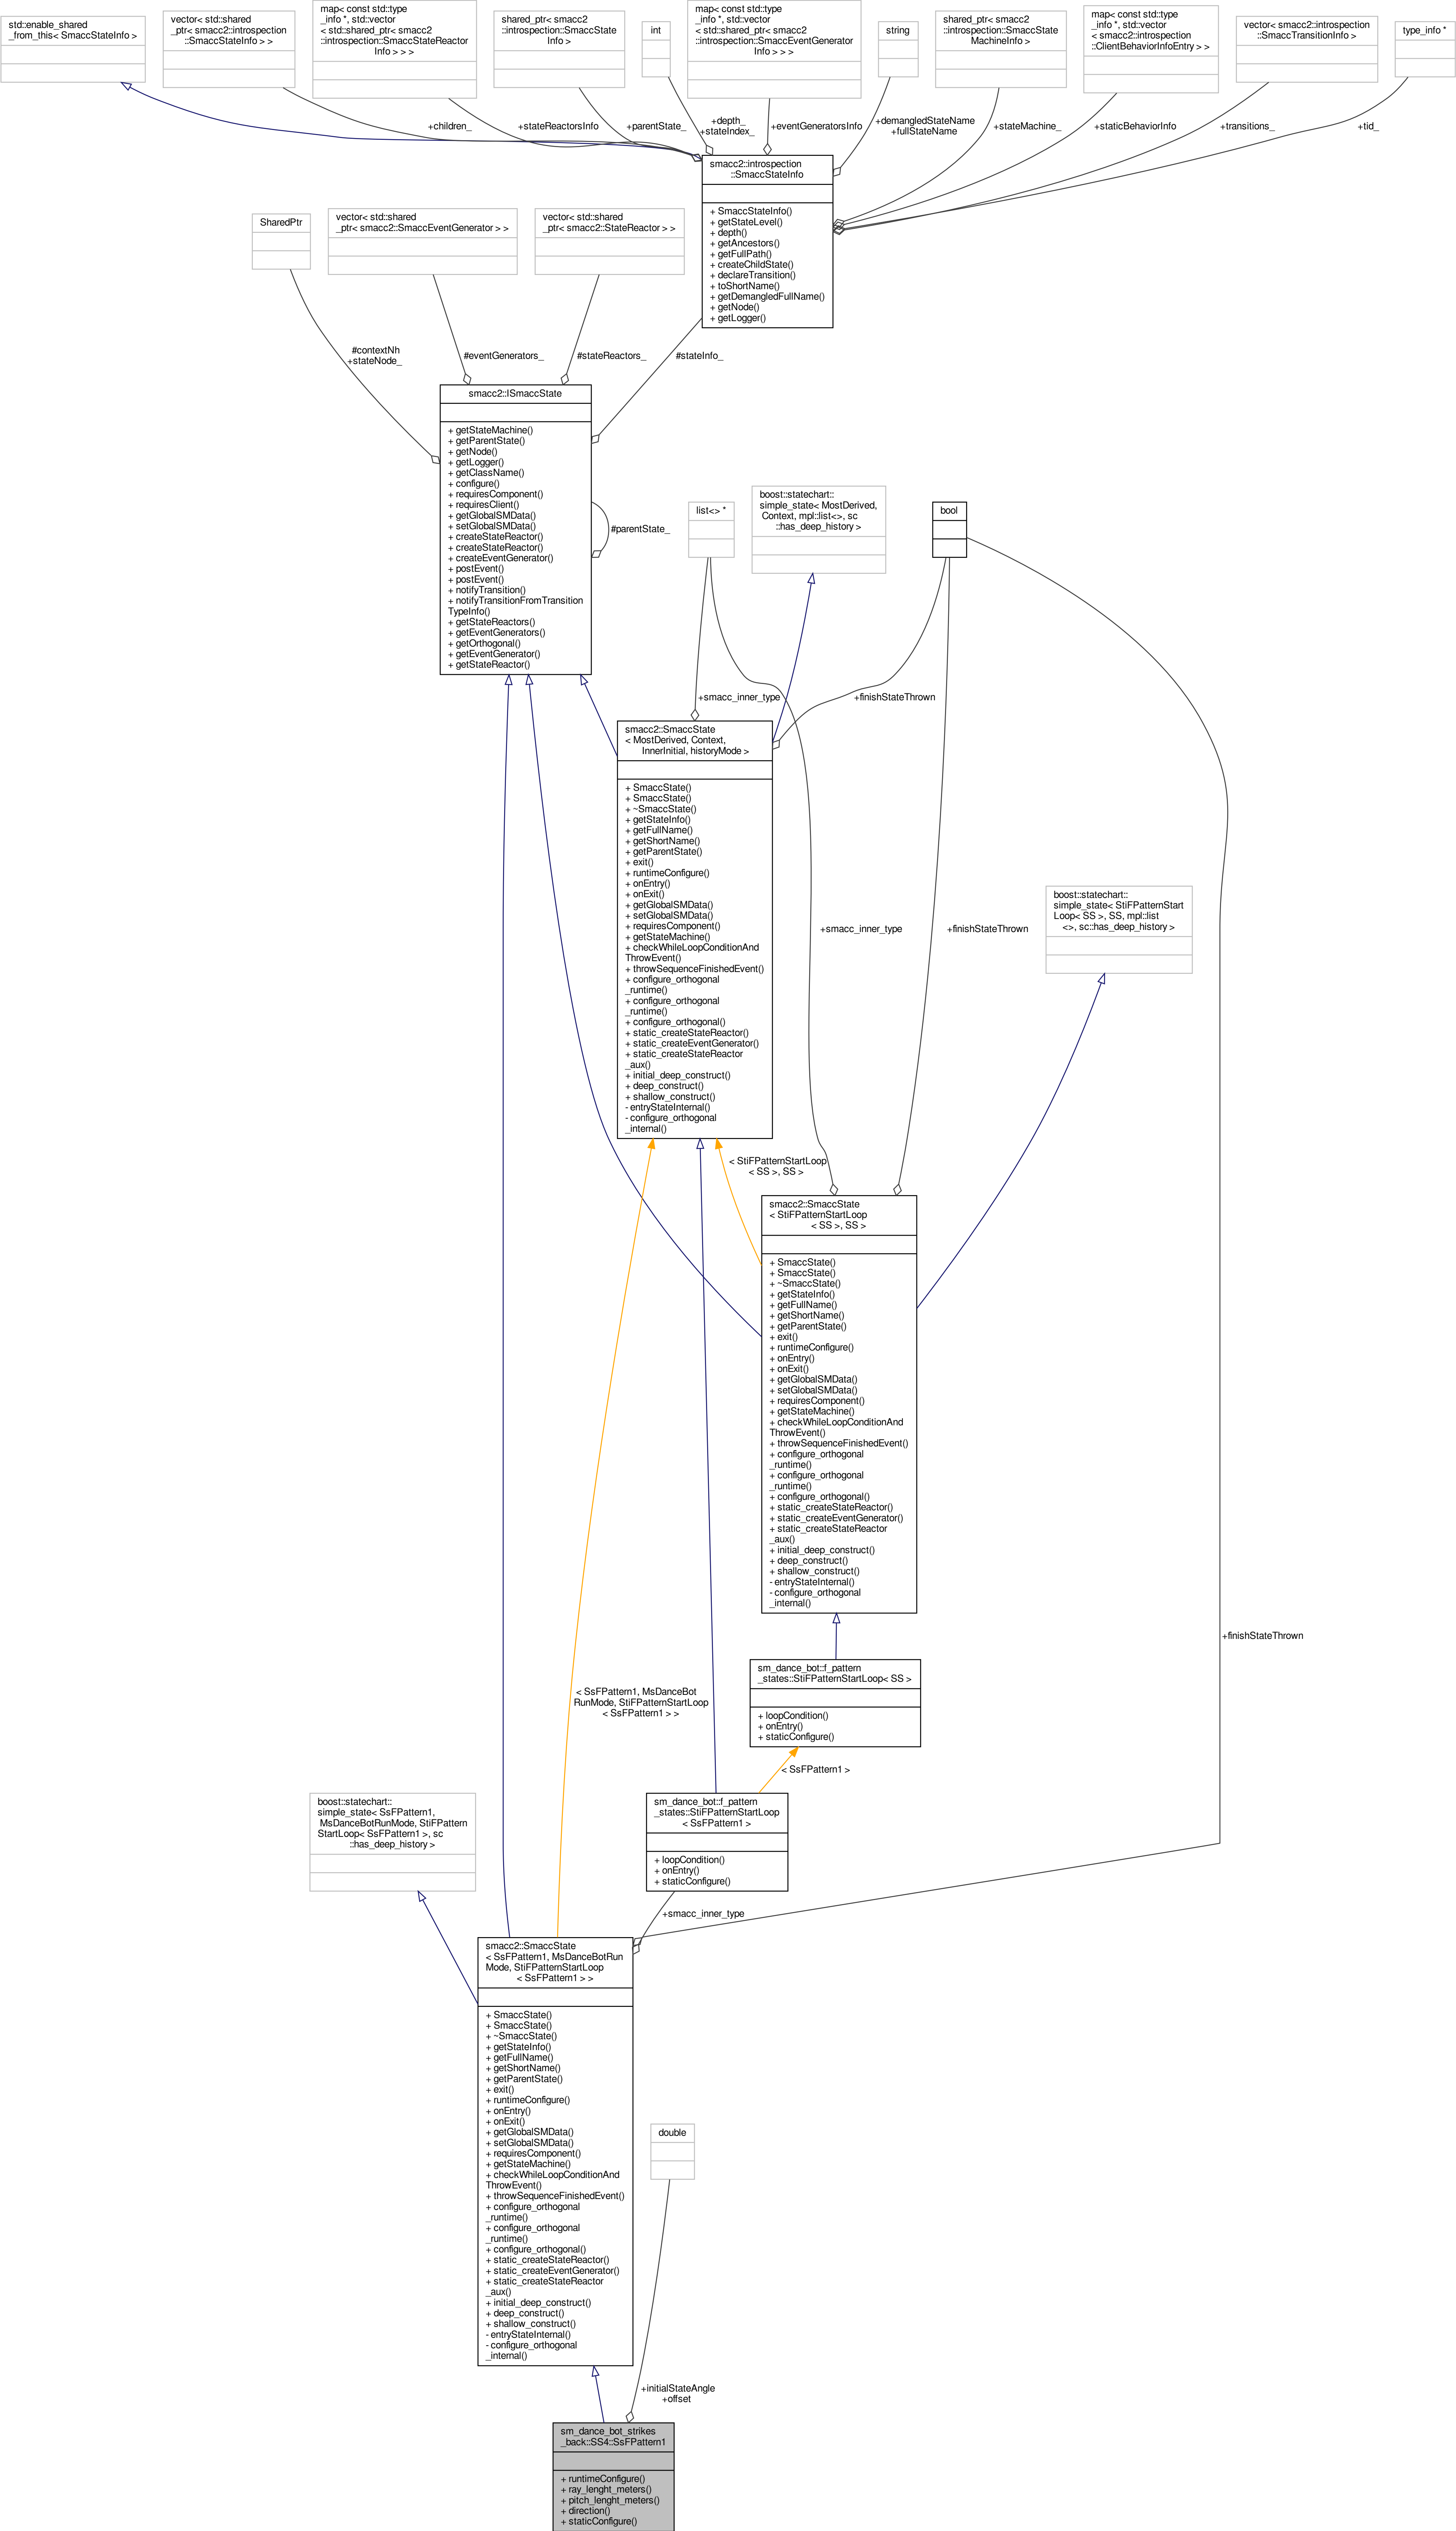 std::enable_shared
_from_this< SmaccStateInfo >
vector< std::shared
_ptr< smacc2::introspection
::SmaccStateInfo > >
map< const std::type
_info *, std::vector
< std::shared_ptr< smacc2
::introspection::SmaccStateReactor
Info > > >
shared_ptr< smacc2
::introspection::SmaccState
Info >
int
map< const std::type
_info *, std::vector
< std::shared_ptr< smacc2
::introspection::SmaccEventGenerator
Info > > >
string
shared_ptr< smacc2
::introspection::SmaccState
MachineInfo >
map< const std::type
_info *, std::vector
< smacc2::introspection
::ClientBehaviorInfoEntry > >
vector< smacc2::introspection
::SmaccTransitionInfo >
type_info *
+children_
+stateReactorsInfo
+parentState_
+depth_
+stateIndex_
+eventGeneratorsInfo
+demangledStateName
+fullStateName
+stateMachine_
+staticBehaviorInfo
+transitions_
+tid_
smacc2::introspection
::SmaccStateInfo
+ SmaccStateInfo()
+ getStateLevel()
+ depth()
+ getAncestors()
+ getFullPath()
+ createChildState()
+ declareTransition()
+ toShortName()
+ getDemangledFullName()
+ getNode()
+ getLogger()
SharedPtr
vector< std::shared
_ptr< smacc2::SmaccEventGenerator > >
vector< std::shared
_ptr< smacc2::StateReactor > >
#contextNh
+stateNode_
#eventGenerators_
#stateReactors_
#stateInfo_
smacc2::ISmaccState
+ getStateMachine()
+ getParentState()
+ getNode()
+ getLogger()
+ getClassName()
+ configure()
+ requiresComponent()
+ requiresClient()
+ getGlobalSMData()
+ setGlobalSMData()
+ createStateReactor()
+ createStateReactor()
+ createEventGenerator()
+ postEvent()
+ postEvent()
+ notifyTransition()
+ notifyTransitionFromTransition
TypeInfo()
+ getStateReactors()
+ getEventGenerators()
+ getOrthogonal()
+ getEventGenerator()
+ getStateReactor()
#parentState_
list<> *
boost::statechart::
simple_state< MostDerived,
Context, mpl::list<>, sc
::has_deep_history >
bool
+smacc_inner_type
+finishStateThrown
smacc2::SmaccState
< MostDerived, Context,
InnerInitial, historyMode >
+ SmaccState()
+ SmaccState()
+ ~SmaccState()
+ getStateInfo()
+ getFullName()
+ getShortName()
+ getParentState()
+ exit()
+ runtimeConfigure()
+ onEntry()
+ onExit()
+ getGlobalSMData()
+ setGlobalSMData()
+ requiresComponent()
+ getStateMachine()
+ checkWhileLoopConditionAnd
ThrowEvent()
+ throwSequenceFinishedEvent()
+ configure_orthogonal
_runtime()
+ configure_orthogonal
_runtime()
+ configure_orthogonal()
+ static_createStateReactor()
+ static_createEventGenerator()
+ static_createStateReactor
_aux()
+ initial_deep_construct()
+ deep_construct()
+ shallow_construct()
- entryStateInternal()
- configure_orthogonal
_internal()
+smacc_inner_type
+finishStateThrown
boost::statechart::
simple_state< StiFPatternStart
Loop< SS >, SS, mpl::list
<>, sc::has_deep_history >
< StiFPatternStartLoop
< SS >, SS >
smacc2::SmaccState
< StiFPatternStartLoop
< SS >, SS >
+ SmaccState()
+ SmaccState()
+ ~SmaccState()
+ getStateInfo()
+ getFullName()
+ getShortName()
+ getParentState()
+ exit()
+ runtimeConfigure()
+ onEntry()
+ onExit()
+ getGlobalSMData()
+ setGlobalSMData()
+ requiresComponent()
+ getStateMachine()
+ checkWhileLoopConditionAnd
ThrowEvent()
+ throwSequenceFinishedEvent()
+ configure_orthogonal
_runtime()
+ configure_orthogonal
_runtime()
+ configure_orthogonal()
+ static_createStateReactor()
+ static_createEventGenerator()
+ static_createStateReactor
_aux()
+ initial_deep_construct()
+ deep_construct()
+ shallow_construct()
- entryStateInternal()
- configure_orthogonal
_internal()
+finishStateThrown
sm_dance_bot::f_pattern
_states::StiFPatternStartLoop< SS >
+ loopCondition()
+ onEntry()
+ staticConfigure()
< SsFPattern1, MsDanceBot
RunMode, StiFPatternStartLoop
< SsFPattern1 > >
< SsFPattern1 >
boost::statechart::
simple_state< SsFPattern1,
MsDanceBotRunMode, StiFPattern
StartLoop< SsFPattern1 >, sc
::has_deep_history >
sm_dance_bot::f_pattern
_states::StiFPatternStartLoop
< SsFPattern1 >
+ loopCondition()
+ onEntry()
+ staticConfigure()
+smacc_inner_type
smacc2::SmaccState
< SsFPattern1, MsDanceBotRun
Mode, StiFPatternStartLoop
< SsFPattern1 > >
+ SmaccState()
+ SmaccState()
+ ~SmaccState()
+ getStateInfo()
+ getFullName()
+ getShortName()
+ getParentState()
+ exit()
+ runtimeConfigure()
+ onEntry()
+ onExit()
+ getGlobalSMData()
+ setGlobalSMData()
+ requiresComponent()
+ getStateMachine()
+ checkWhileLoopConditionAnd
ThrowEvent()
+ throwSequenceFinishedEvent()
+ configure_orthogonal
_runtime()
+ configure_orthogonal
_runtime()
+ configure_orthogonal()
+ static_createStateReactor()
+ static_createEventGenerator()
+ static_createStateReactor
_aux()
+ initial_deep_construct()
+ deep_construct()
+ shallow_construct()
- entryStateInternal()
- configure_orthogonal
_internal()
double
+initialStateAngle
+offset
sm_dance_bot_strikes
_back::SS4::SsFPattern1
+ runtimeConfigure()
+ ray_lenght_meters()
+ pitch_lenght_meters()
+ direction()
+ staticConfigure()